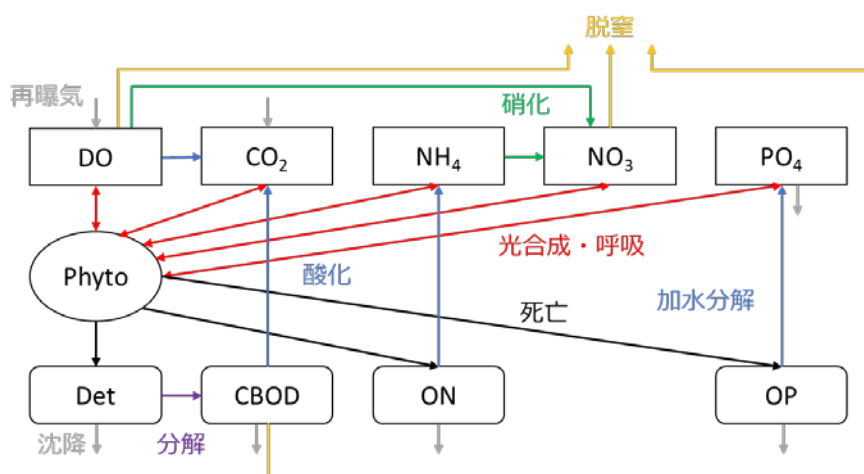 脱窒
再曝気
硝化
DO
CO₂
NH₄
NO₃
PO₄
光合成・呼吸
Phyto
酸化
加水分解
死亡
Det
CBOD
ON
OP
沈降
分解